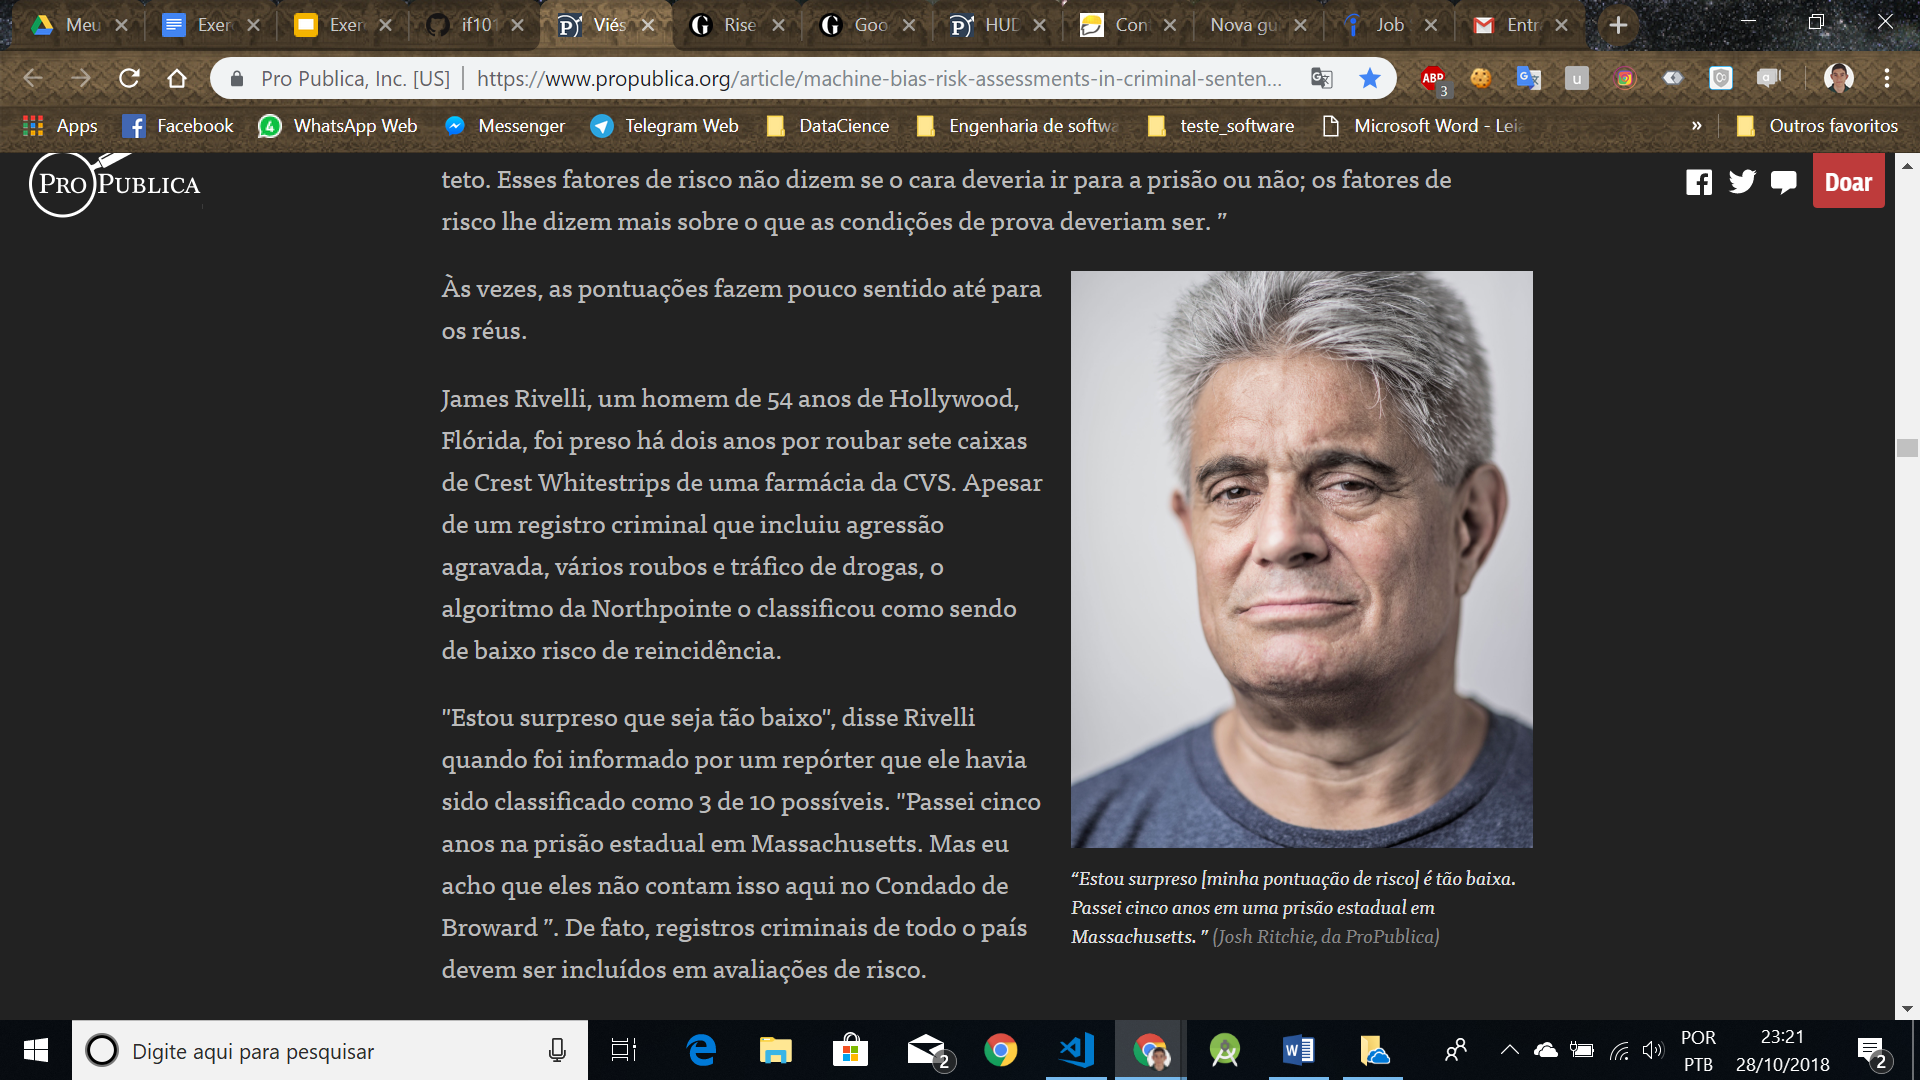 Meu
Exer
Exer
if101
Viés
Rise
Goo
HUD
Con
Nova gu
Job
Entr
Pro Publica, Inc. [US]
https://www.propublica.org/article/machine-bias-risk-assessments-in-criminal-senten...
ABP
3
u
Apps
Facebook
4
WhatsApp Web
Messenger
Telegram Web
DataCience
Engenharia de softwa
teste_software
Microsoft Word - Leia
»
Outros favoritos
PRO PUBLICA
Doar
teto. Esses fatores de risco não dizem se o cara deveria ir para a prisão ou não; os fatores de
risco lhe dizem mais sobre o que as condições de prova deveriam ser. ”
Às vezes, as pontuações fazem pouco sentido até para
os réus.
James Rivelli, um homem de 54 anos de Hollywood,
Flórida, foi preso há dois anos por roubar sete caixas
de Crest Whitestrips de uma farmácia da CVS. Apesar
de um registro criminal que incluiu agressão
agravada, vários roubos e tráfico de drogas, o
algoritmo da Northpointe o classificou como sendo
de baixo risco de reincidência.
"Estou surpreso que seja tão baixo", disse Rivelli
quando foi informado por um repórter que ele havia
sido classificado como 3 de 10 possíveis. "Passei cinco
anos na prisão estadual em Massachusetts. Mas eu
acho que eles não contam isso aqui no Condado de
Broward ”. De fato, registros criminais de todo o país
devem ser incluídos em avaliações de risco.
“Estou surpreso [minha pontuação de risco] é tão baixa.
Passei cinco anos em uma prisão estadual em
Massachusetts. ” (Josh Ritchie, da ProPublica)
Digite aqui para pesquisar
2
POR
PTB
23:21
28/10/2018
2